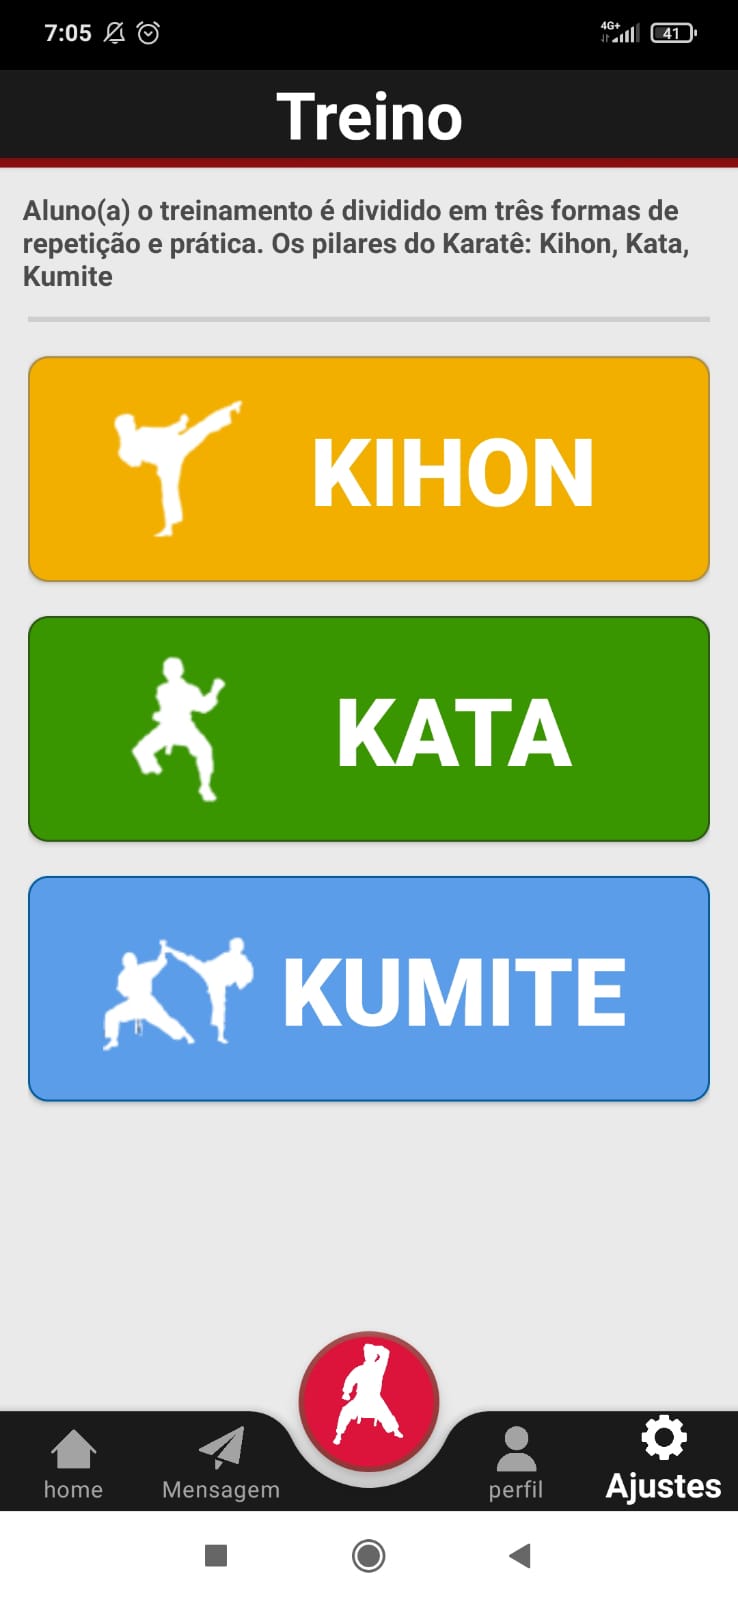 7:05
4G+
41
Treino
Aluno(a) o treinamento é dividido em três formas de
repetição e prática. Os pilares do Karatê: Kihon, Kata,
Kumite
KIHON
KATA
KUMITE
home
Mensagem
perfil
Ajustes